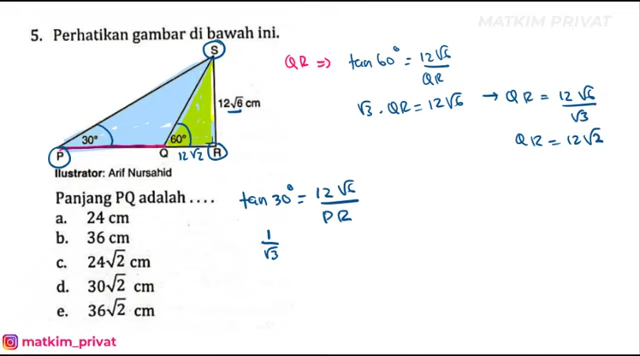 MATKIM PRIVAT
5. Perhatikan gambar di bawah ini.
S
12√6 cm
30°
60°
P
Q
12√2
R
Ilustrator: Arif Nursahid
Panjang PQ adalah ....
a. 24 cm
b. 36 cm
c. 24√2 cm
d. 30√2 cm
e. 36√2 cm
QR ⇒ tan 60° = 12√6 / QR
√3 . QR = 12√6 → QR = 12√6 / √3
QR = 12√2
tan 30° = 12√6 / PR
1 / √3
matkim_privat